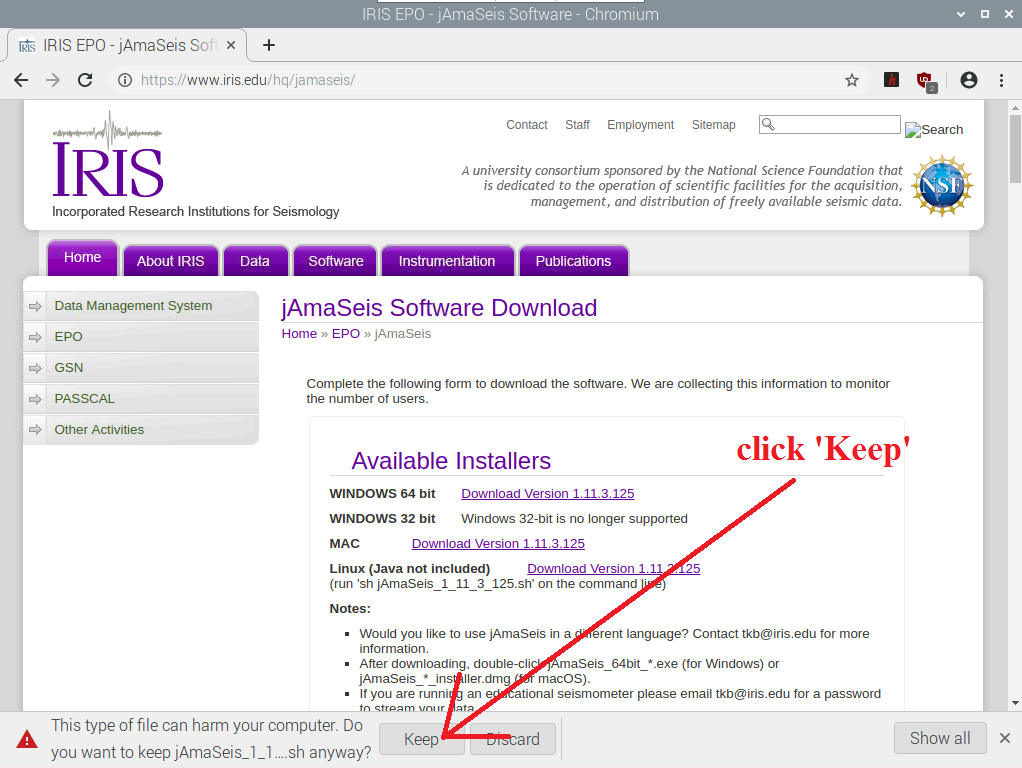 IRIS EPO - jAmaSeis Software - Chromium
IRIS EPO - jAmaSeis Soft
https://www.iris.edu/hq/jamaseis/
2
Contact Staff Employment Sitemap Search
IRIS
A university consortium sponsored by the National Science Foundation that
is dedicated to the operation of scientific facilities for the acquisition,
management, and distribution of freely available seismic data.
NSF
Incorporated Research Institutions for Seismology
Home About IRIS Data Software Instrumentation Publications
Data Management System
EPO
GSN
PASSCAL
Other Activities
jAmaSeis Software Download
Home » EPO » jAmaSeis
Complete the following form to download the software. We are collecting this information to monitor
the number of users.
click 'Keep'
Available Installers
WINDOWS 64 bit Download Version 1.11.3.125
WINDOWS 32 bit Windows 32-bit is no longer supported
MAC Download Version 1.11.3.125
Linux (Java not included) Download Version 1.11.3.125
(run 'sh jAmaSeis_1_11_3_125.sh' on the command line)
Notes:
Would you like to use jAmaSeis in a different language? Contact tkb@iris.edu for more
information.
After downloading, double-click jAmaSeis_64bit_*.exe (for Windows) or
jAmaSeis_*_installer.dmg (for macOS).
If you are running an educational seismometer please email tkb@iris.edu for a password
to stream your data
This type of file can harm your computer. Do
you want to keep jAmaSeis_1_1....sh anyway?
Keep Discard Show all